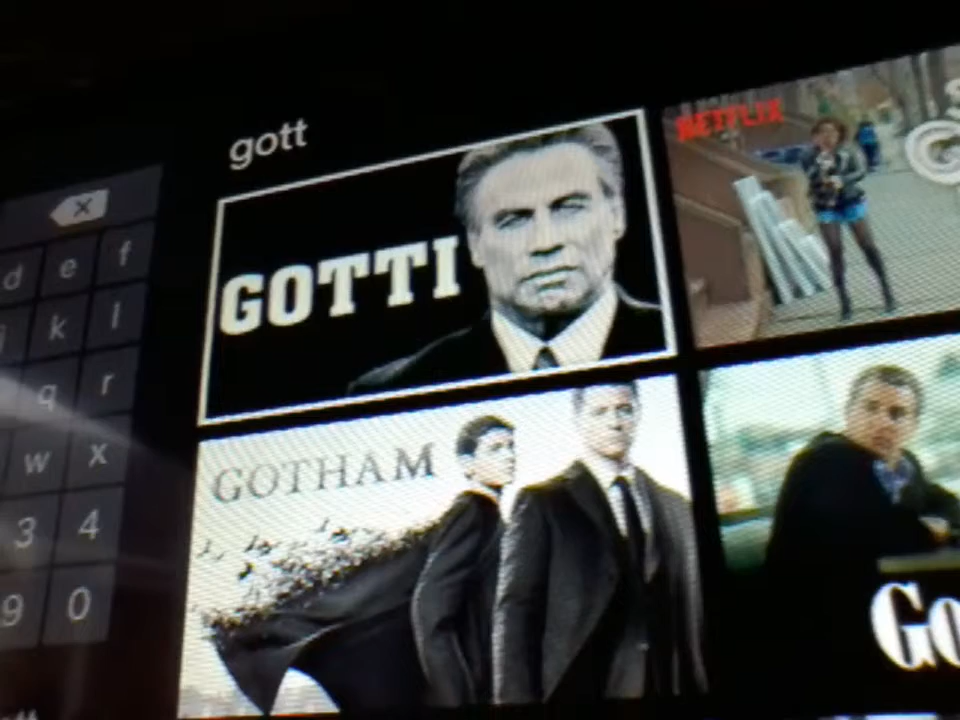 gott
d e f
k l
q r
w x
3 4
9 0
GOTTI
NETFLIX
GOTHAM
Go